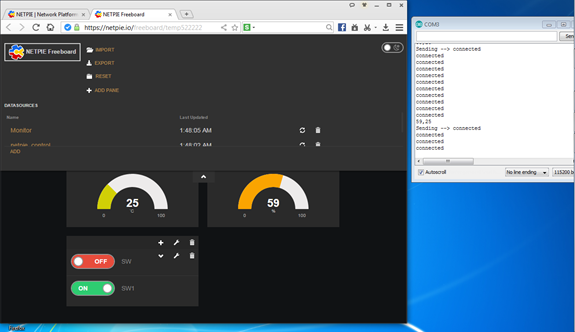 NETPIE | Network Platform
NETPIE Freeboard
https://netpie.io/freeboard/temp522222
NETPIE Freeboard
IMPORT
EXPORT
RESET
ADD PANE
DATASOURCES
Name
Last Updated
Monitor
1:48:05 AM
netpie_control
1:48:02 AM
ADD
25
°C
0
100
59
%
0
100
OFF
SW
ON
SW1
COM3
Send
Sending --> connected
connected
connected
connected
connected
connected
connected
connected
connected
59,25
Sending --> connected
connected
connected
Autoscroll
No line ending
115200 b
Firefox